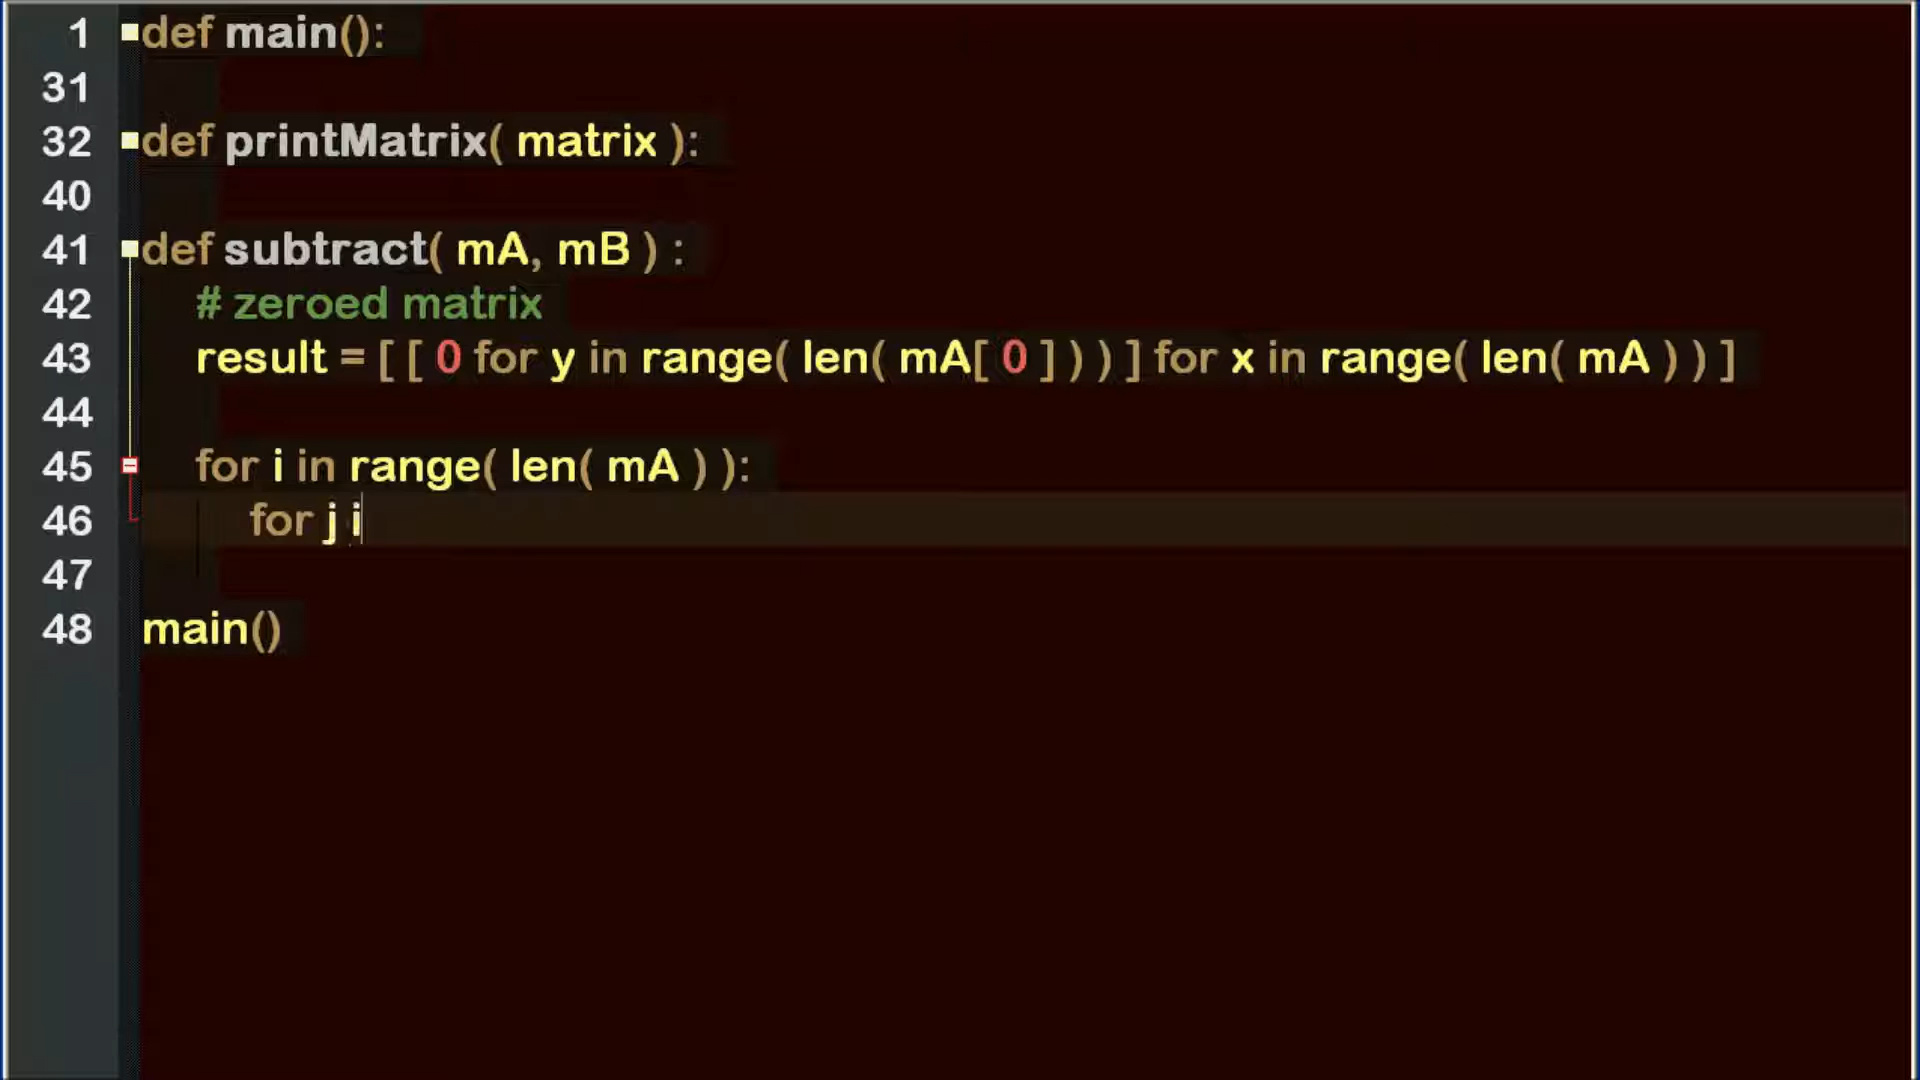 1 def main():
31
32 def printMatrix( matrix ):
40
41 def subtract( mA, mB ) :
42 # zeroed matrix
43 result = [ [ 0 for y in range( len( mA[ 0 ] ) ) ] for x in range( len( mA ) ) ]
44
45 for i in range( len( mA ) ):
46 for j i
47
48 main()